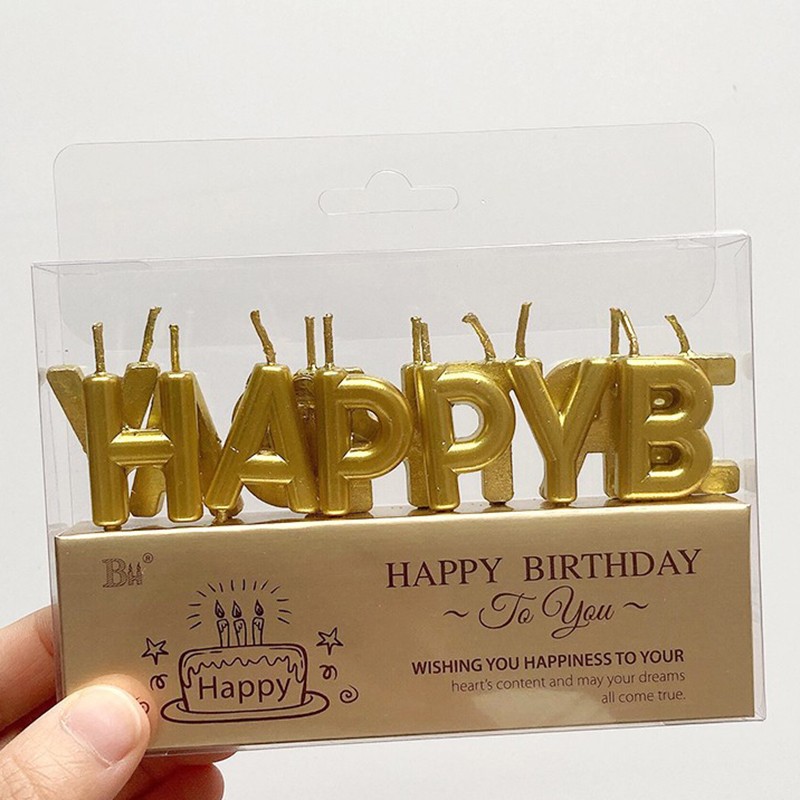 HAPPYB
BH®
Happy
HAPPY BIRTHDAY
~ To You ~
WISHING YOU HAPPINESS TO YOUR
heart's content and may your dreams
all come true.